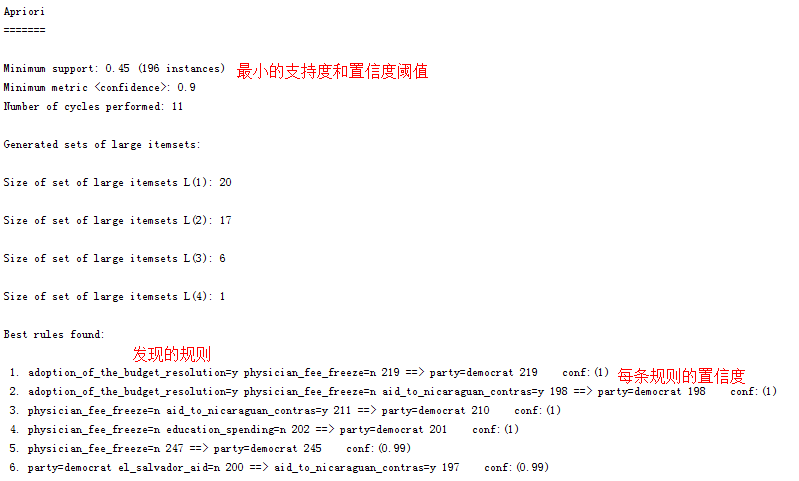 Apriori
=======
Minimum support: 0.45 (196 instances) 最小的支持度和置信度阈值
Minimum metric <confidence>: 0.9
Number of cycles performed: 11
Generated sets of large itemsets:
Size of set of large itemsets L(1): 20
Size of set of large itemsets L(2): 17
Size of set of large itemsets L(3): 6
Size of set of large itemsets L(4): 1
Best rules found:
发现的规则
1. adoption_of_the_budget_resolution=y physician_fee_freeze=n 219 ==> party=democrat 219 conf:(1) 每条规则的置信度
2. adoption_of_the_budget_resolution=y physician_fee_freeze=n aid_to_nicaraguan_contras=y 198 ==> party=democrat 198 conf:(1)
3. physician_fee_freeze=n aid_to_nicaraguan_contras=y 211 ==> party=democrat 210 conf:(1)
4. physician_fee_freeze=n education_spending=n 202 ==> party=democrat 201 conf:(1)
5. physician_fee_freeze=n 247 ==> party=democrat 245 conf:(0.99)
6. party=democrat el_salvador_aid=n 200 ==> aid_to_nicaraguan_contras=y 197 conf:(0.99)